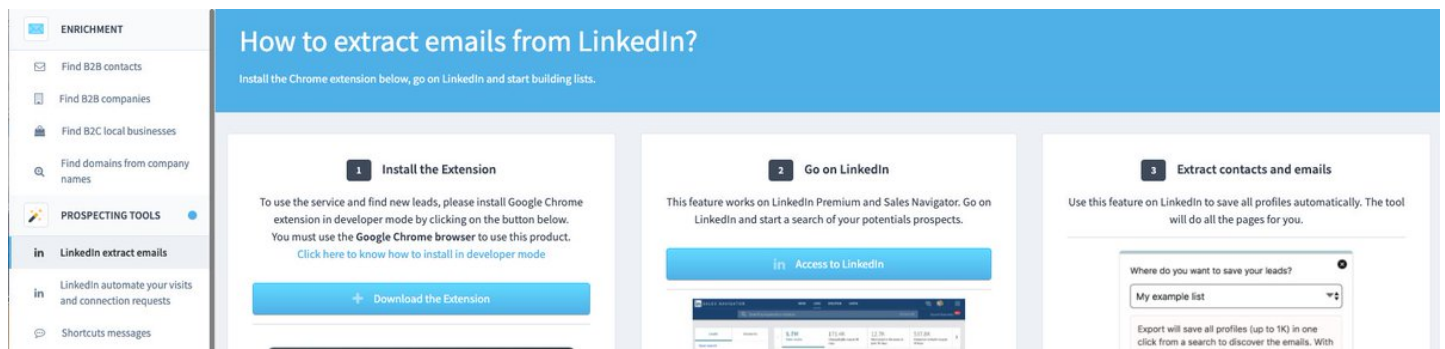 ENRICHMENT
Find B2B contacts
Find B2B companies
Find B2C local businesses
Find domains from company
names
PROSPECTING TOOLS
in LinkedIn extract emails
in LinkedIn automate your visits
and connection requests
Shortcuts messages
How to extract emails from LinkedIn?
Install the Chrome extension below, go on LinkedIn and start building lists.
1 Install the Extension
To use the service and find new leads, please install Google Chrome
extension in developer mode by clicking on the button below.
You must use the Google Chrome browser to use this product.
Click here to know how to install in developer mode
+ Download the Extension
2 Go on LinkedIn
This feature works on LinkedIn Premium and Sales Navigator. Go on
LinkedIn and start a search of your potentials prospects.
in Access to LinkedIn
SALES NAVIGATOR
3 Extract contacts and emails
Use this feature on LinkedIn to save all profiles automatically. The tool
will do all the pages for you.
Where do you want to save your leads?
My example list
Export will save all profiles (up to 1K) in one
click from a search to discover the emails. With